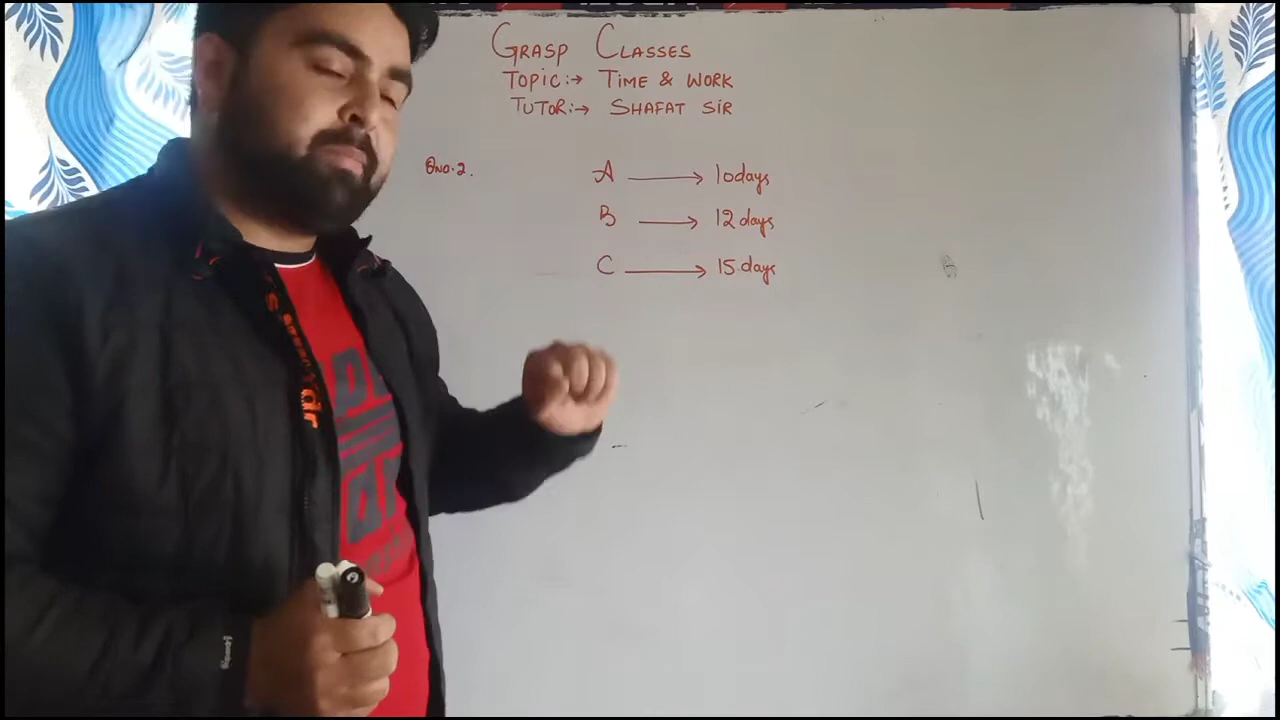 GRASP CLASSES
TOPIC:→ TIME & WORK
TUTOR:→ SHAFAT SIR
Qno.2.
A → 10days
B → 12 days
C → 15 days